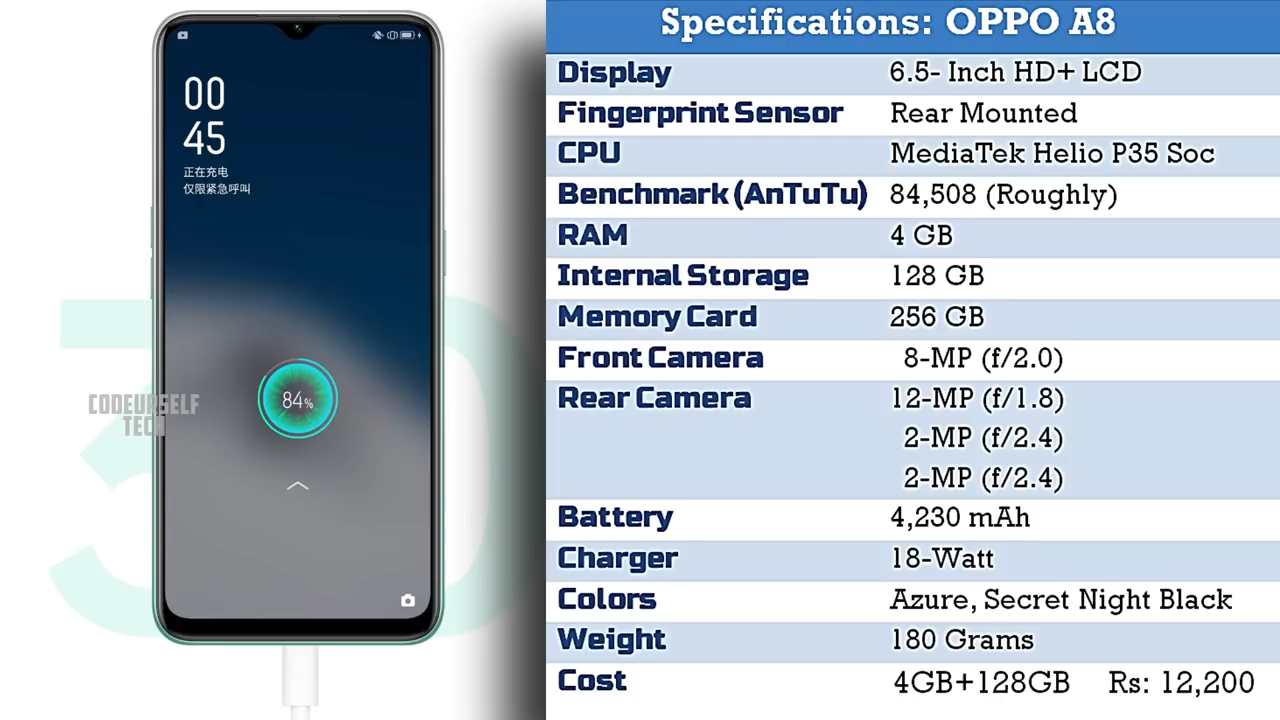 00
45
正在充电
仅限紧急呼叫
84%
CODEURSELF
TECH
30
Specifications: OPPO A8
Display 6.5- Inch HD+ LCD
Fingerprint Sensor Rear Mounted
CPU MediaTek Helio P35 Soc
Benchmark (AnTuTu) 84,508 (Roughly)
RAM 4 GB
Internal Storage 128 GB
Memory Card 256 GB
Front Camera 8-MP (f/2.0)
Rear Camera 12-MP (f/1.8)
2-MP (f/2.4)
2-MP (f/2.4)
Battery 4,230 mAh
Charger 18-Watt
Colors Azure, Secret Night Black
Weight 180 Grams
Cost 4GB+128GB Rs: 12,200